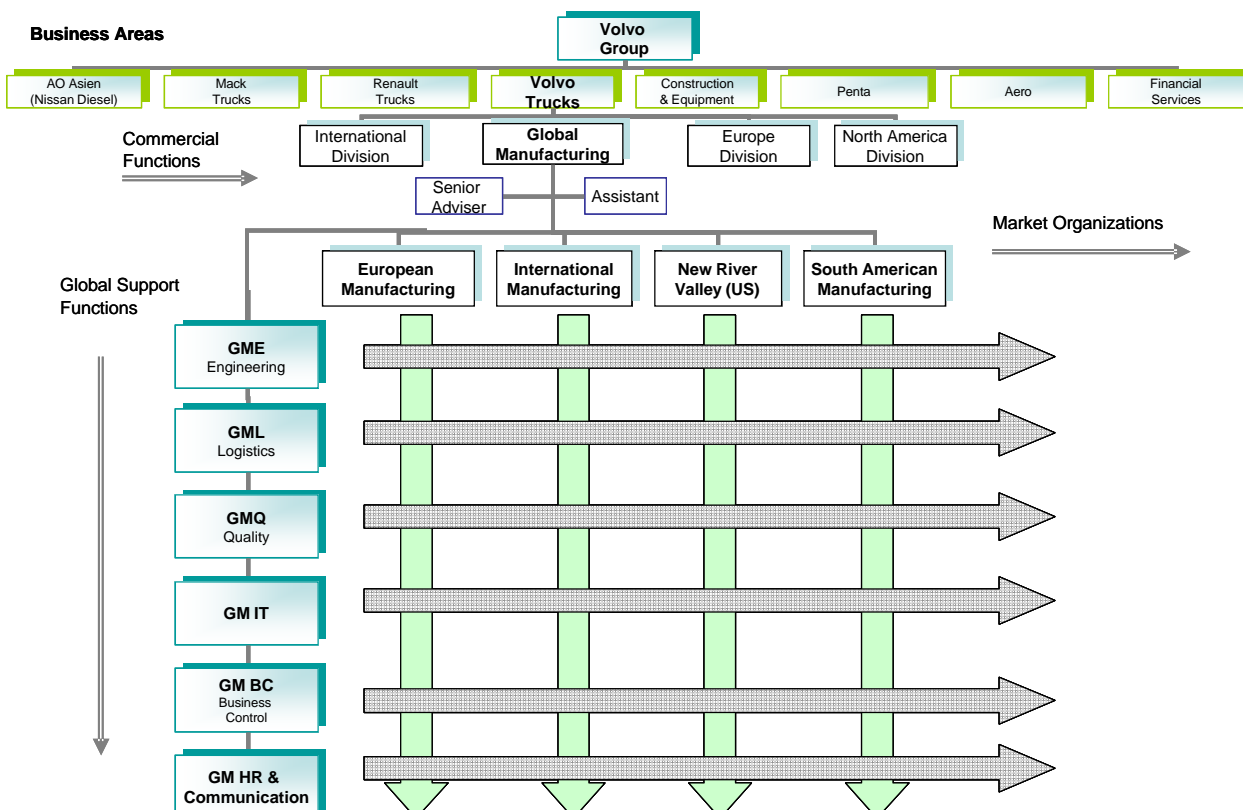 Business Areas
Volvo
Group
AO Asien
(Nissan Diesel)
Mack
Trucks
Renault
Trucks
Volvo
Trucks
Construction
& Equipment
Penta
Aero
Financial
Services
Commercial
Functions
International
Division
Global
Manufacturing
Europe
Division
North America
Division
Senior
Adviser
Assistant
Market Organizations
Global Support
Functions
European
Manufacturing
International
Manufacturing
New River
Valley (US)
South American
Manufacturing
GME
Engineering
GML
Logistics
GMQ
Quality
GM IT
GM BC
Business
Control
GM HR &
Communication